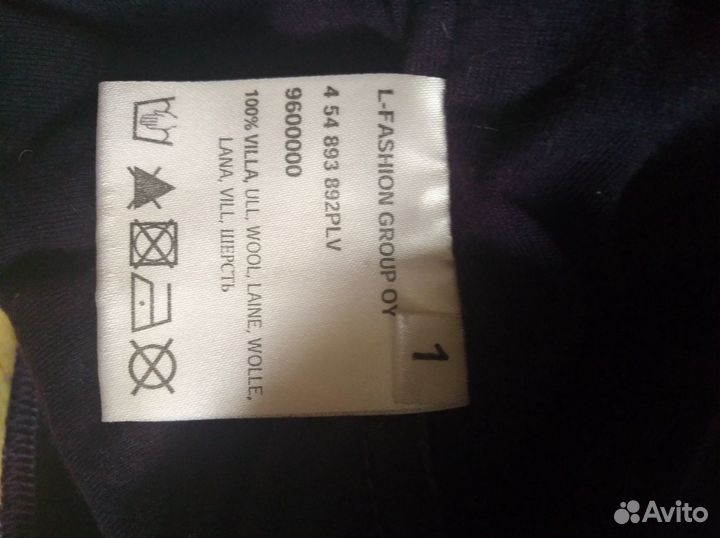 L-FASHION GROUP OY
4 54 893 892PLV
9600000
100% VILLA, ULL, WOOL, LAINE, WOLLE,
LANA, VILL, ШЕРСТЬ
1
Avito